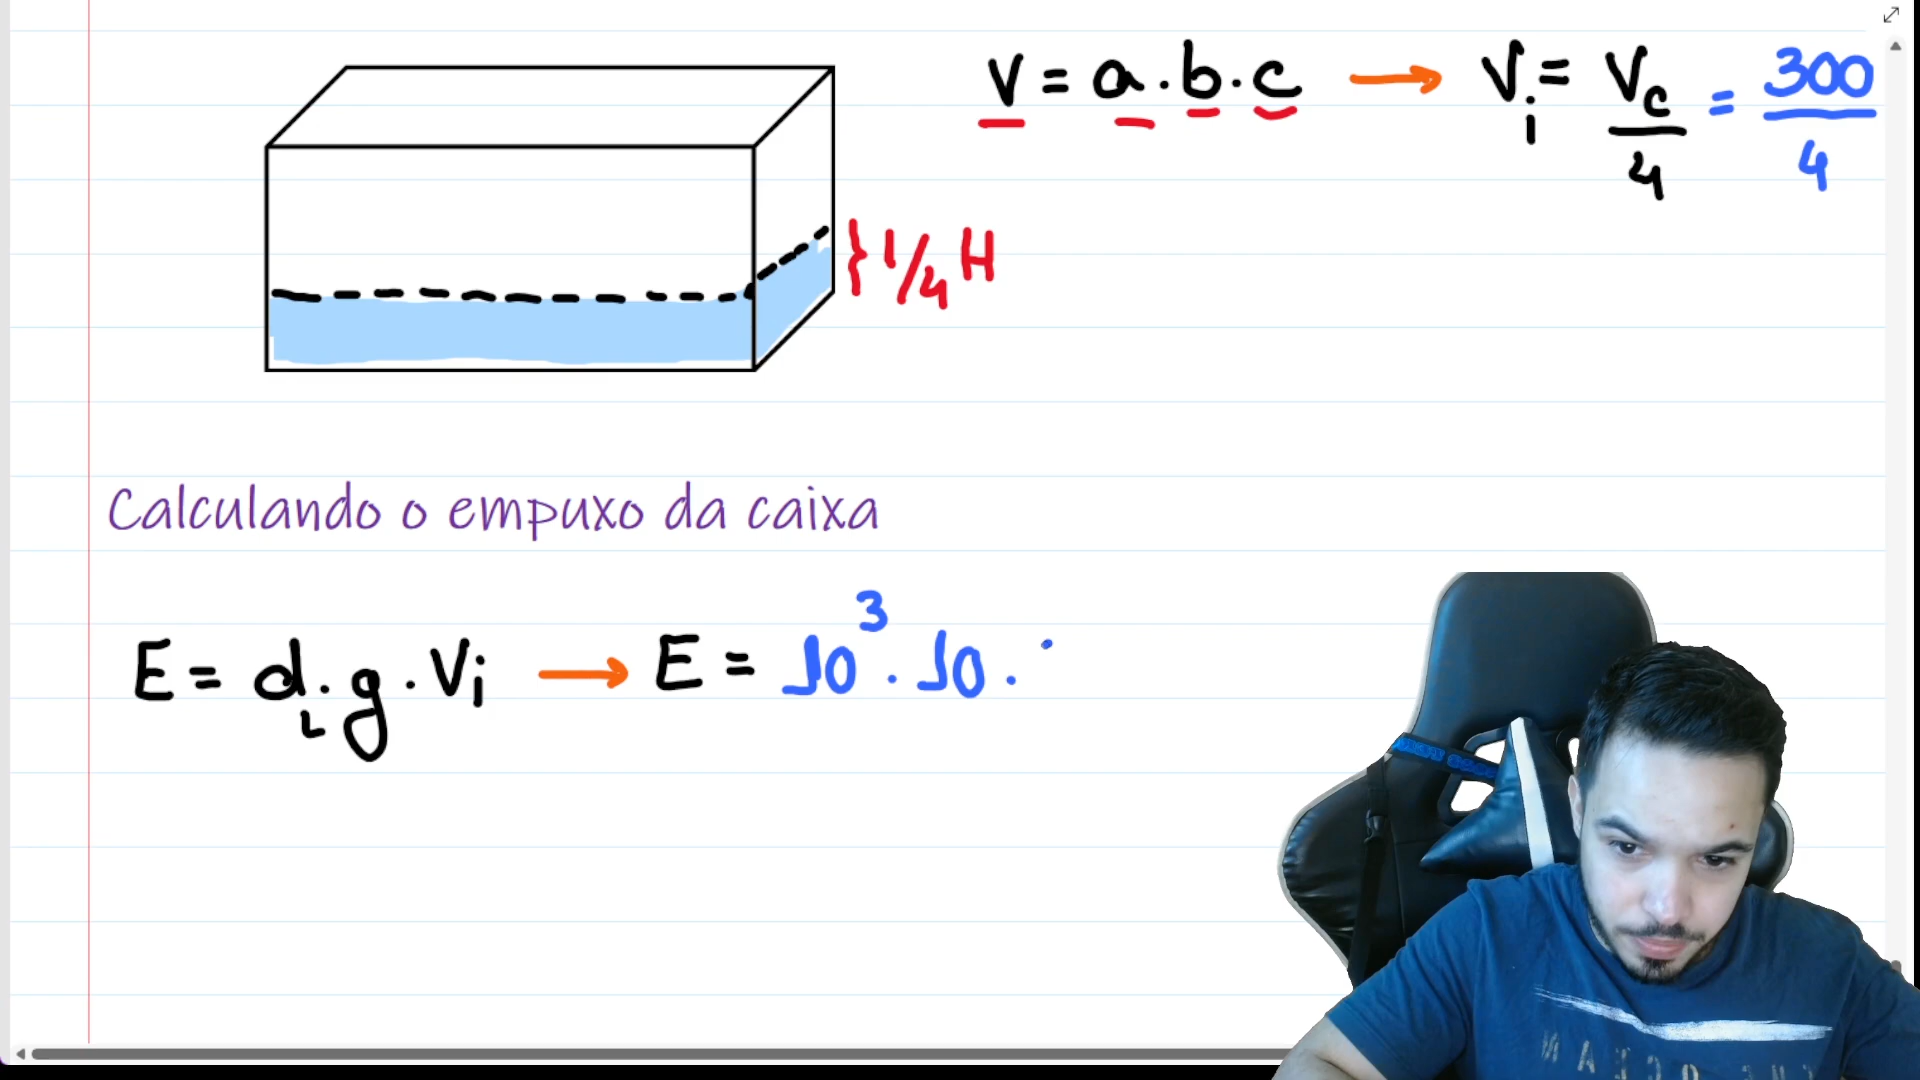 V = a . b . c → Vi = Vc/4 = 300/4
} 1/4 H
Calculando o empuxo da caixa
E = dL . g . Vi → E = 10³ . 10 .